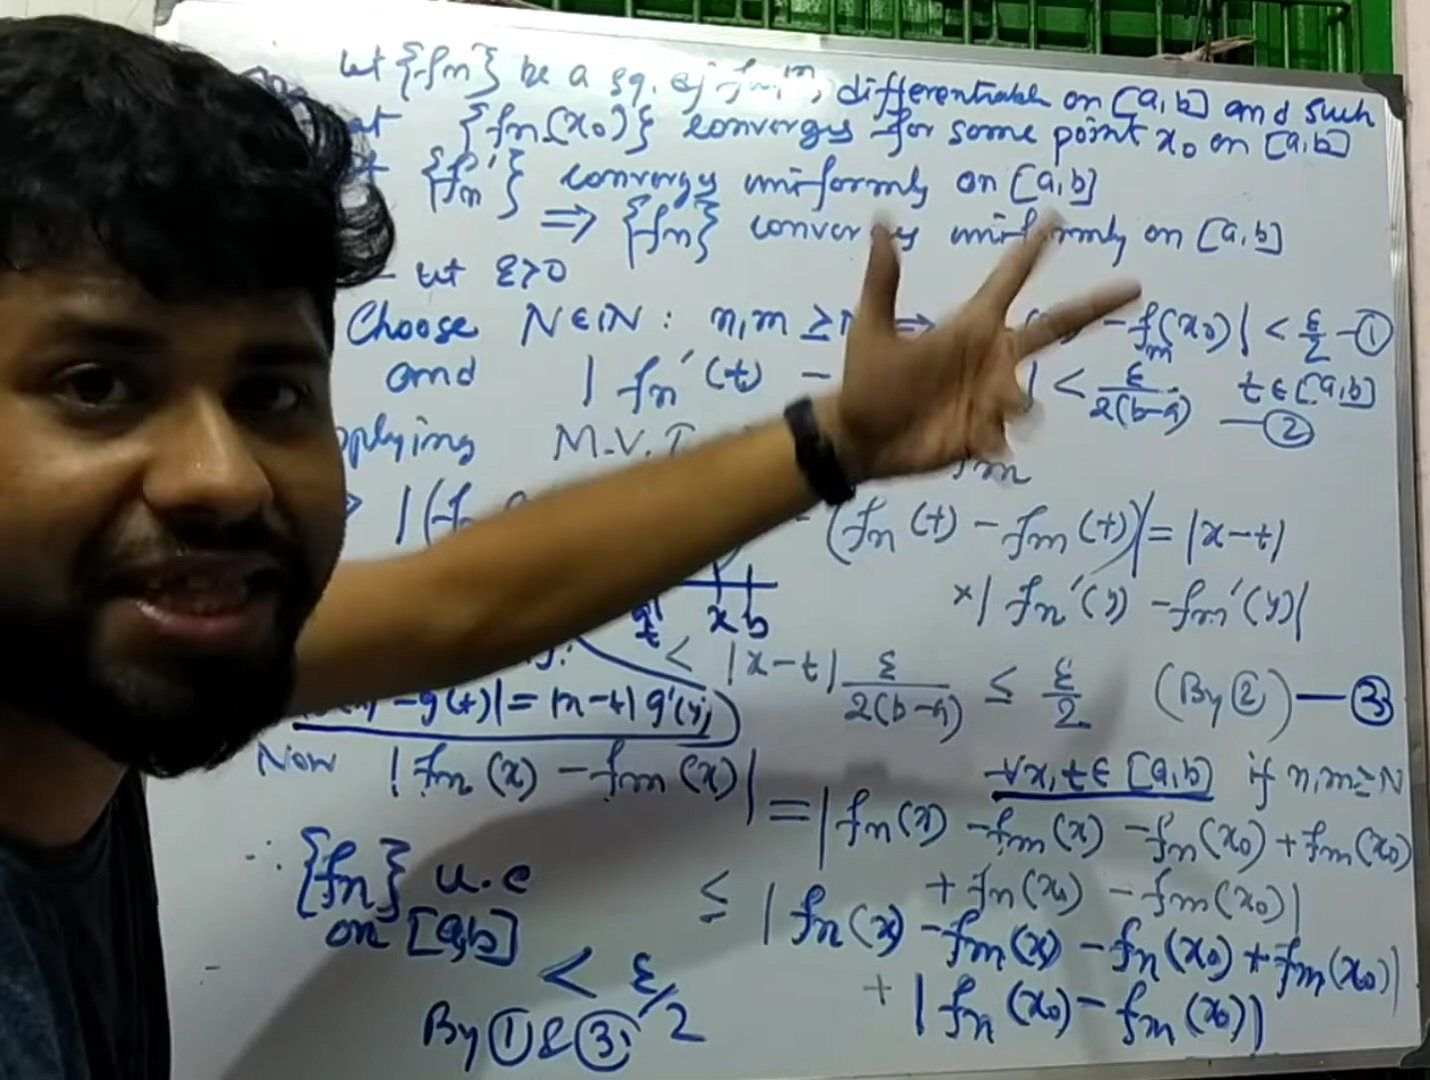 let {fn} be a sq. of fn's, differentiable on [a,b] and such
at {fn(x₀)} converges for some point x₀ on [a,b]
{fn'} converges uniformly on [a,b]
⇒ {fn} converges uniformly on [a,b]
- let ε>0
Choose N∈ℕ : n,m ≥ N ⇒ - fm(x₀)| < ε/2 —①
and |fn'(t) - | < ε/2(b-a) t∈[a,b] —②
pplying M.V.T fm
|(fn - (fn(t) - fm(t))| = |x-t|
×|fn'(y) - fm'(y)|
t x b
< |x-t| ε/2(b-a) ≤ ε/2 (By ②) —③
- g(t)| = |x-t| g'(y)
∀x,t∈[a,b] if n,m≥N
Now |fn(x) - fm(x)|
= |fn(x) - fm(x) - fn(x₀) + fm(x₀)
+ fn(x₀) - fm(x₀)|
≤ |fn(x) - fm(x) - fn(x₀) + fm(x₀)|
+ |fn(x₀) - fm(x₀)|
< ε/2
By ① & ③
∴ {fn} u.c
on [a,b]